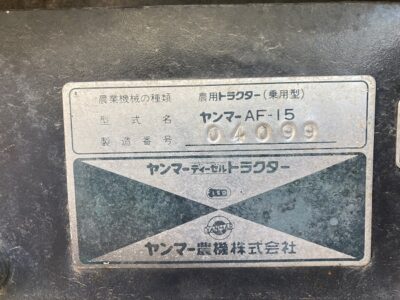 農業機械の種類 農用トラクター(乗用型)
型式名 ヤンマー AF-15
製造番号 04099
ヤンマーディーゼルトラクター
YANMAR
ヤンマー農機株式会社